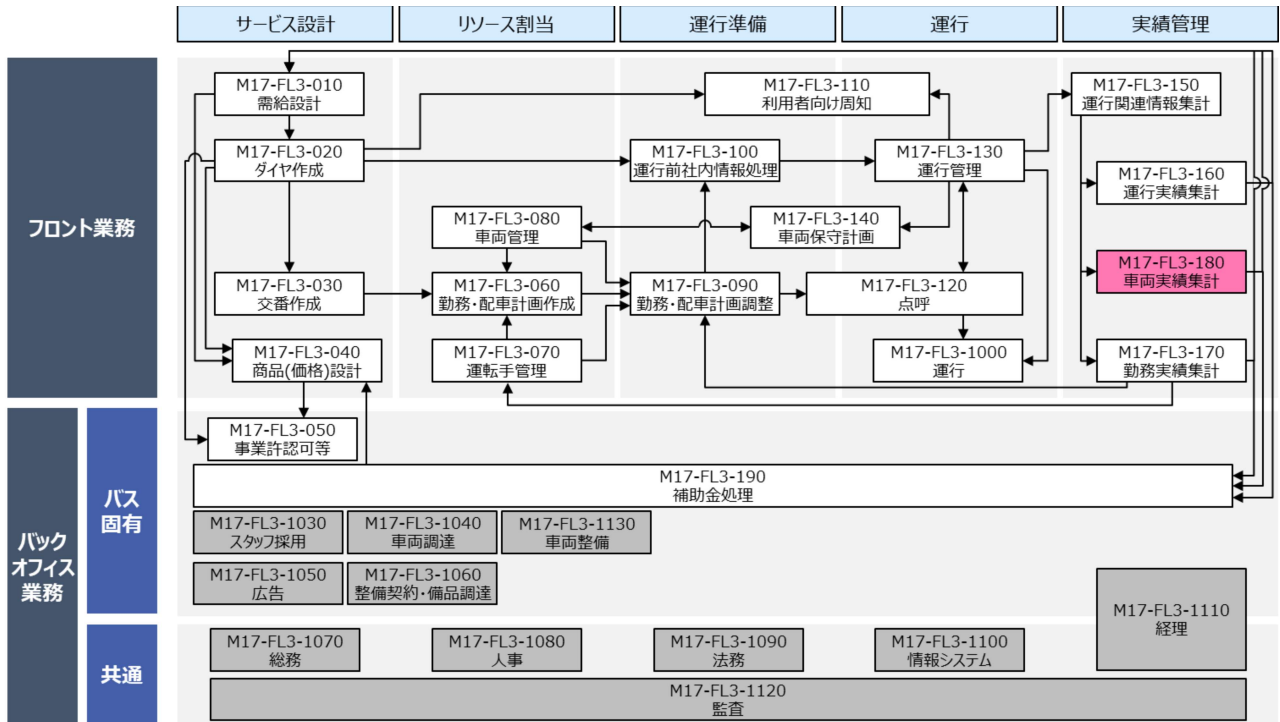 サービス設計
リソース割当
運行準備
運行
実績管理
フロント業務
M17-FL3-010
需給設計
M17-FL3-110
利用者向け周知
M17-FL3-150
運行関連情報集計
M17-FL3-020
ダイヤ作成
M17-FL3-100
運行前社内情報処理
M17-FL3-130
運行管理
M17-FL3-160
運行実績集計
M17-FL3-080
車両管理
M17-FL3-140
車両保守計画
M17-FL3-180
車両実績集計
M17-FL3-030
交番作成
M17-FL3-060
勤務・配車計画作成
M17-FL3-090
勤務・配車計画調整
M17-FL3-120
点呼
M17-FL3-040
商品(価格)設計
M17-FL3-070
運転手管理
M17-FL3-1000
運行
M17-FL3-170
勤務実績集計
バック
オフィス
業務
バス
固有
M17-FL3-050
事業許認可等
M17-FL3-190
補助金処理
M17-FL3-1030
スタッフ採用
M17-FL3-1040
車両調達
M17-FL3-1130
車両整備
M17-FL3-1050
広告
M17-FL3-1060
整備契約・備品調達
M17-FL3-1110
経理
共通
M17-FL3-1070
総務
M17-FL3-1080
人事
M17-FL3-1090
法務
M17-FL3-1100
情報システム
M17-FL3-1120
監査